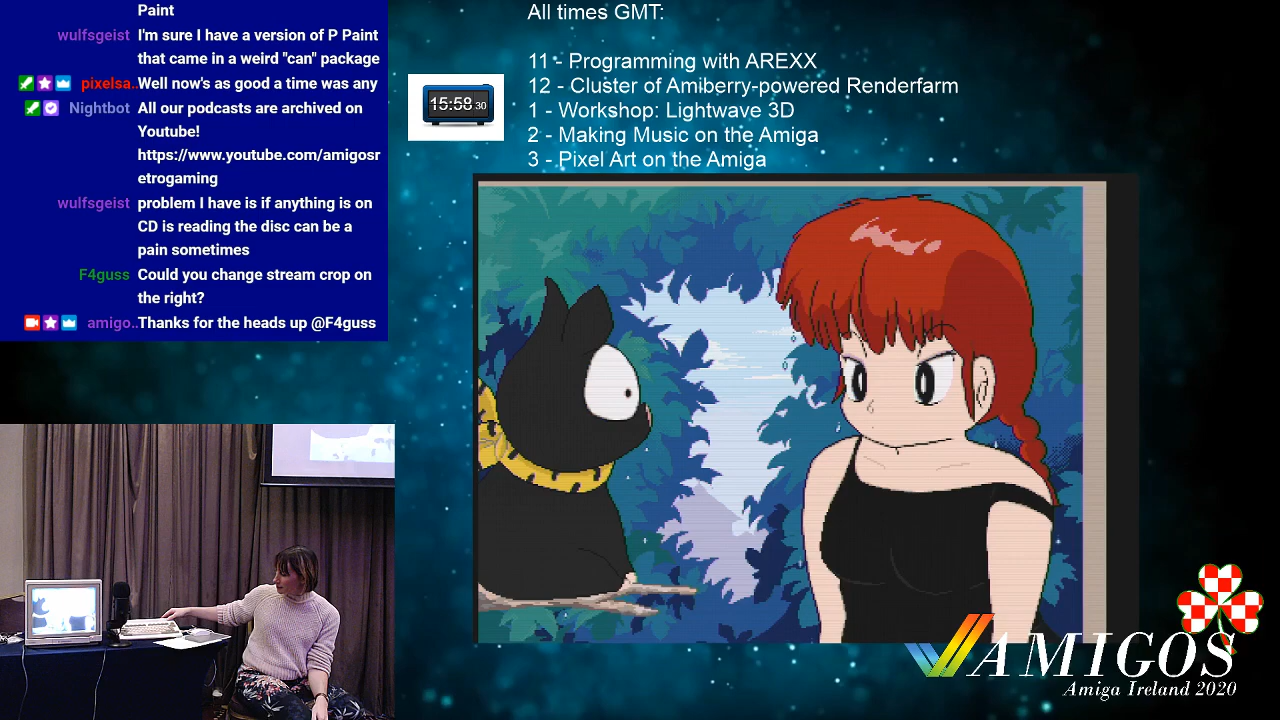 Paint
wulfsgeist I'm sure I have a version of P Paint
that came in a weird "can" package
pixelsa.. Well now's as good a time was any
Nightbot All our podcasts are archived on
Youtube!
https://www.youtube.com/amigosr
etrogaming
wulfsgeist problem I have is if anything is on
CD is reading the disc can be a
pain sometimes
F4guss Could you change stream crop on
the right?
amigo.. Thanks for the heads up @F4guss
15:58 30
All times GMT:
11 - Programming with AREXX
12 - Cluster of Amiberry-powered Renderfarm
1 - Workshop: Lightwave 3D
2 - Making Music on the Amiga
3 - Pixel Art on the Amiga
AMIGOS
Amiga Ireland 2020